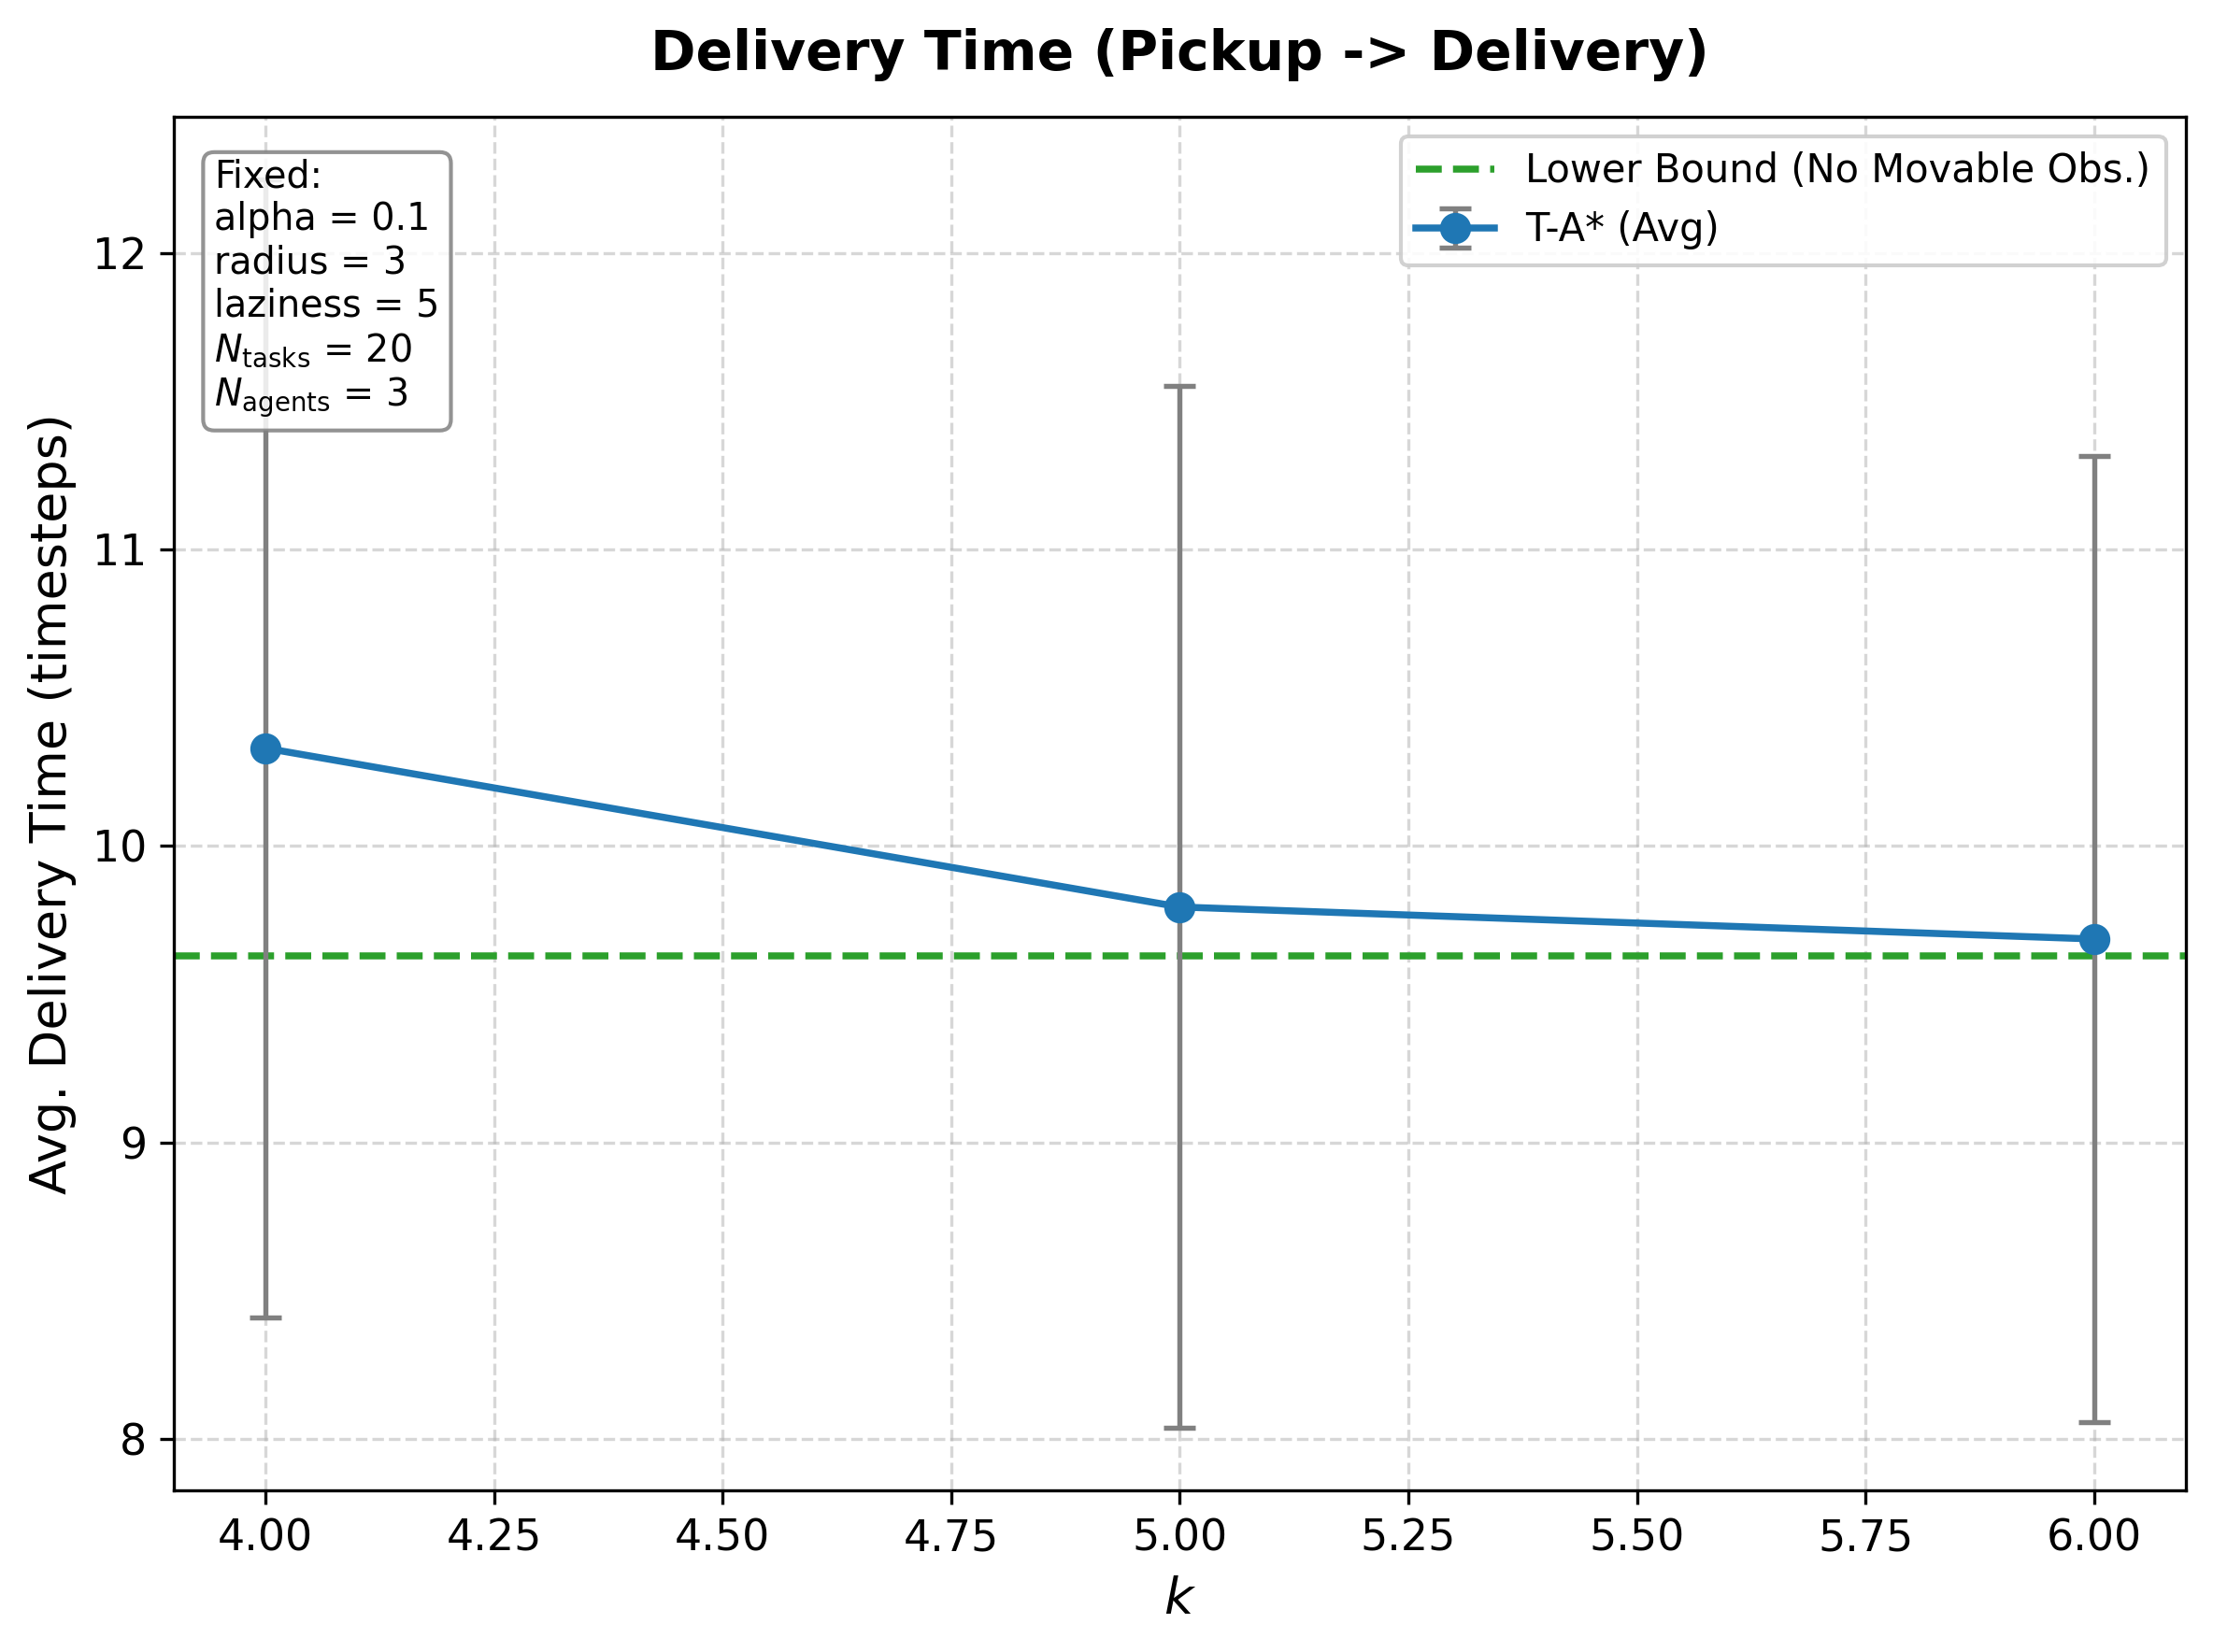 Delivery Time (Pickup -> Delivery)
Fixed:
alpha = 0.1
radius = 3
laziness = 5
N_tasks = 20
N_agents = 3
Lower Bound (No Movable Obs.)
T-A* (Avg)
Avg. Delivery Time (timesteps)
12
11
10
9
8
4.00 4.25 4.50 4.75 5.00 5.25 5.50 5.75 6.00
k